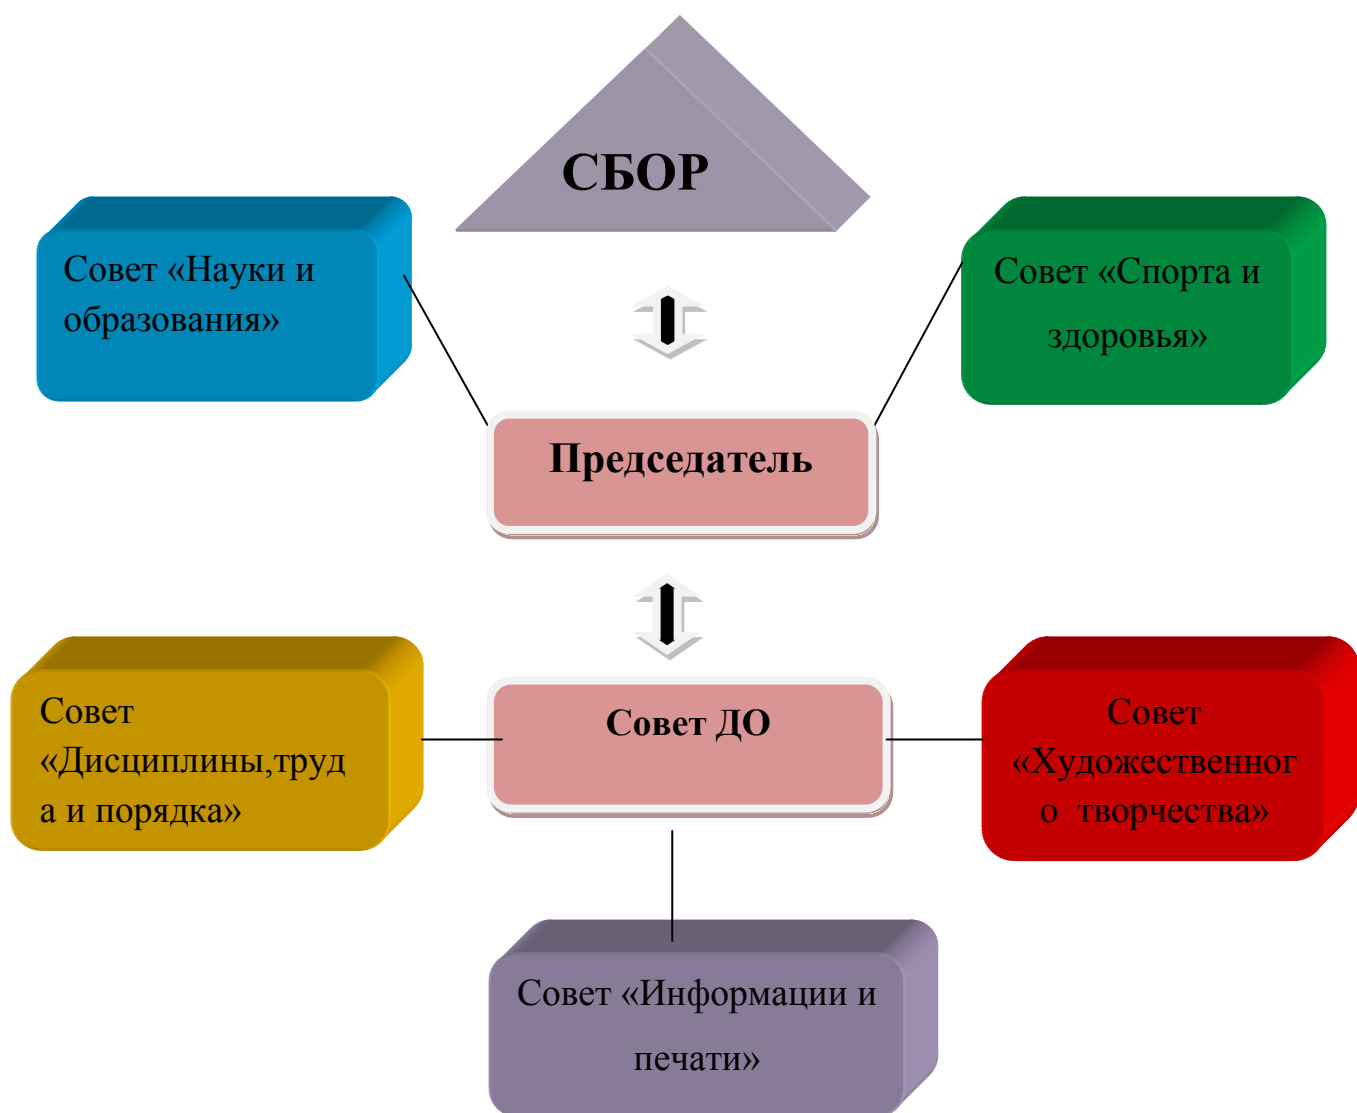 СБОР
Совет «Науки и
образования»
Совет «Спорта и
здоровья»
Председатель
Совет
«Дисциплины,труд
а и порядка»
Совет ДО
Совет
«Художественног
о  творчества»
Совет «Информации и
печати»